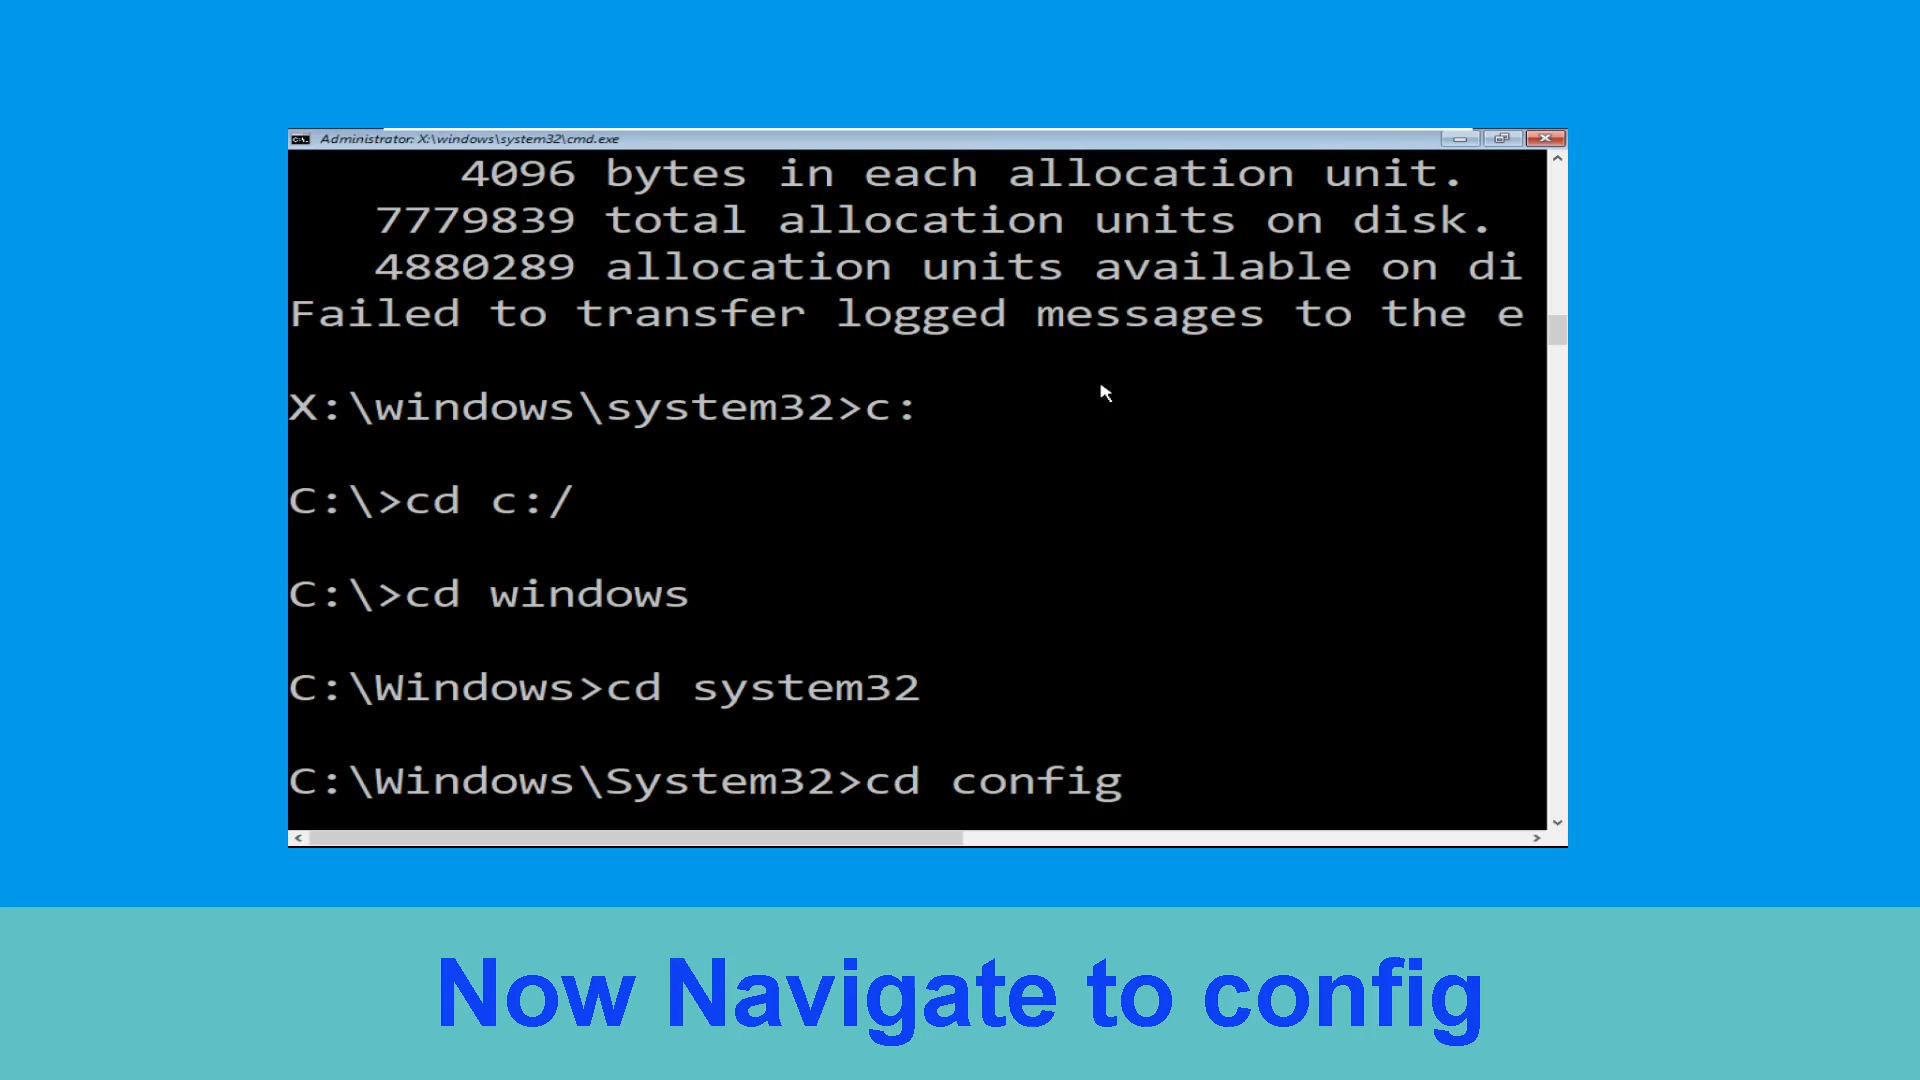 Administrator: X:\windows\system32\cmd.exe
4096 bytes in each allocation unit.
7779839 total allocation units on disk.
4880289 allocation units available on di
Failed to transfer logged messages to the e
X:\windows\system32>c:
C:\>cd c:/
C:\>cd windows
C:\Windows>cd system32
C:\Windows\System32>cd config
Now Navigate to config